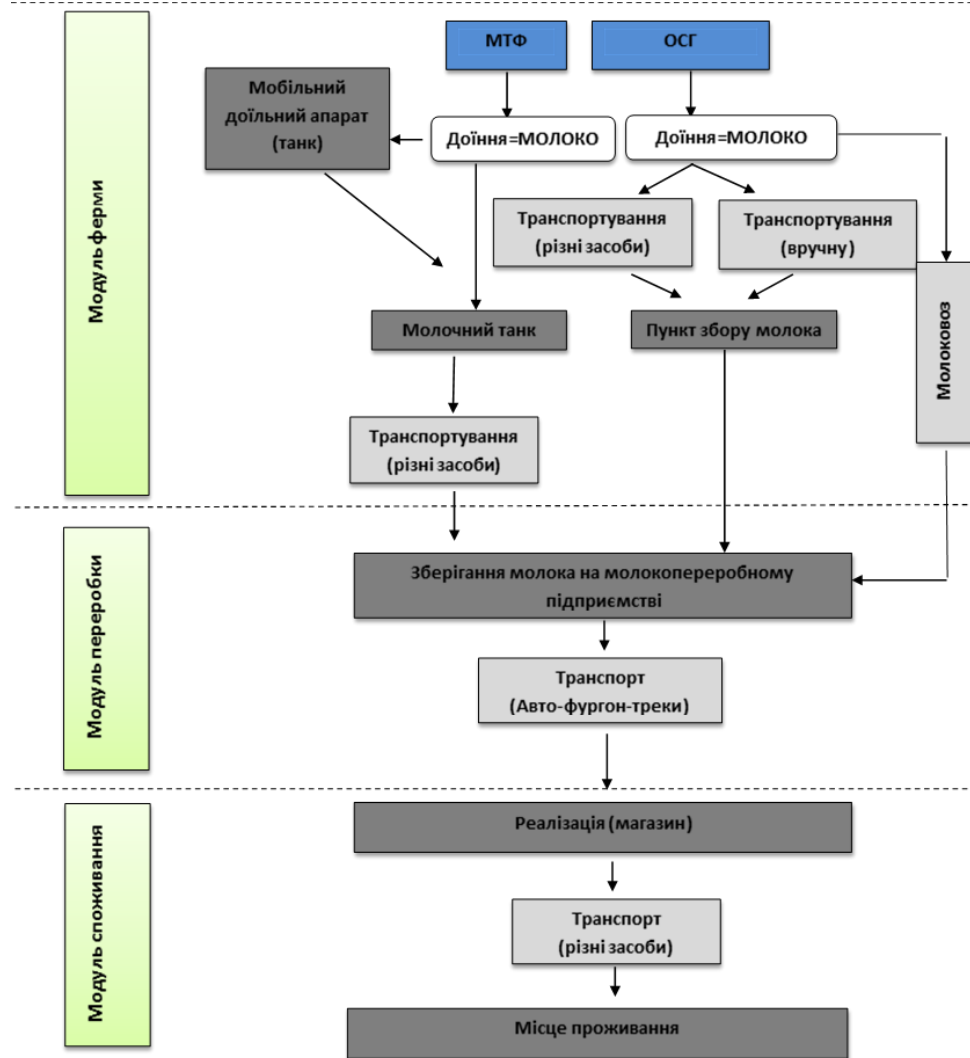 МТФ
ОСГ
Мобільний
доїльний апарат
(танк)
Доїння=МОЛОКО
Доїння=МОЛОКО
Транспортування
(різні засоби)
Транспортування
(вручну)
Модуль ферми
Молоковоз
Молочний танк
Пункт збору молока
Транспортування
(різні засоби)
Модуль переробки
Зберігання молока на молокопереробному
підприємстві
Транспорт
(Авто-фургон-треки)
Модуль споживання
Реалізація (магазин)
Транспорт
(різні засоби)
Місце проживання